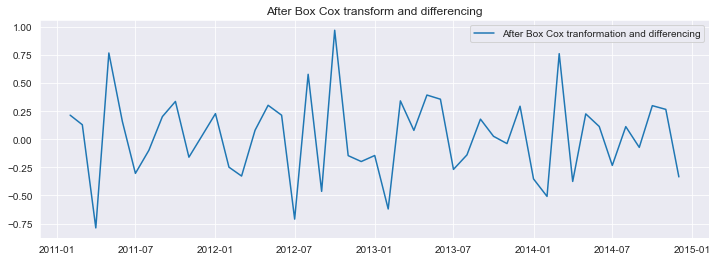 After Box Cox transform and differencing
After Box Cox tranformation and differencing
1.00
0.75
0.50
0.25
0.00
−0.25
−0.50
−0.75
2011-01 2011-07 2012-01 2012-07 2013-01 2013-07 2014-01 2014-07 2015-01